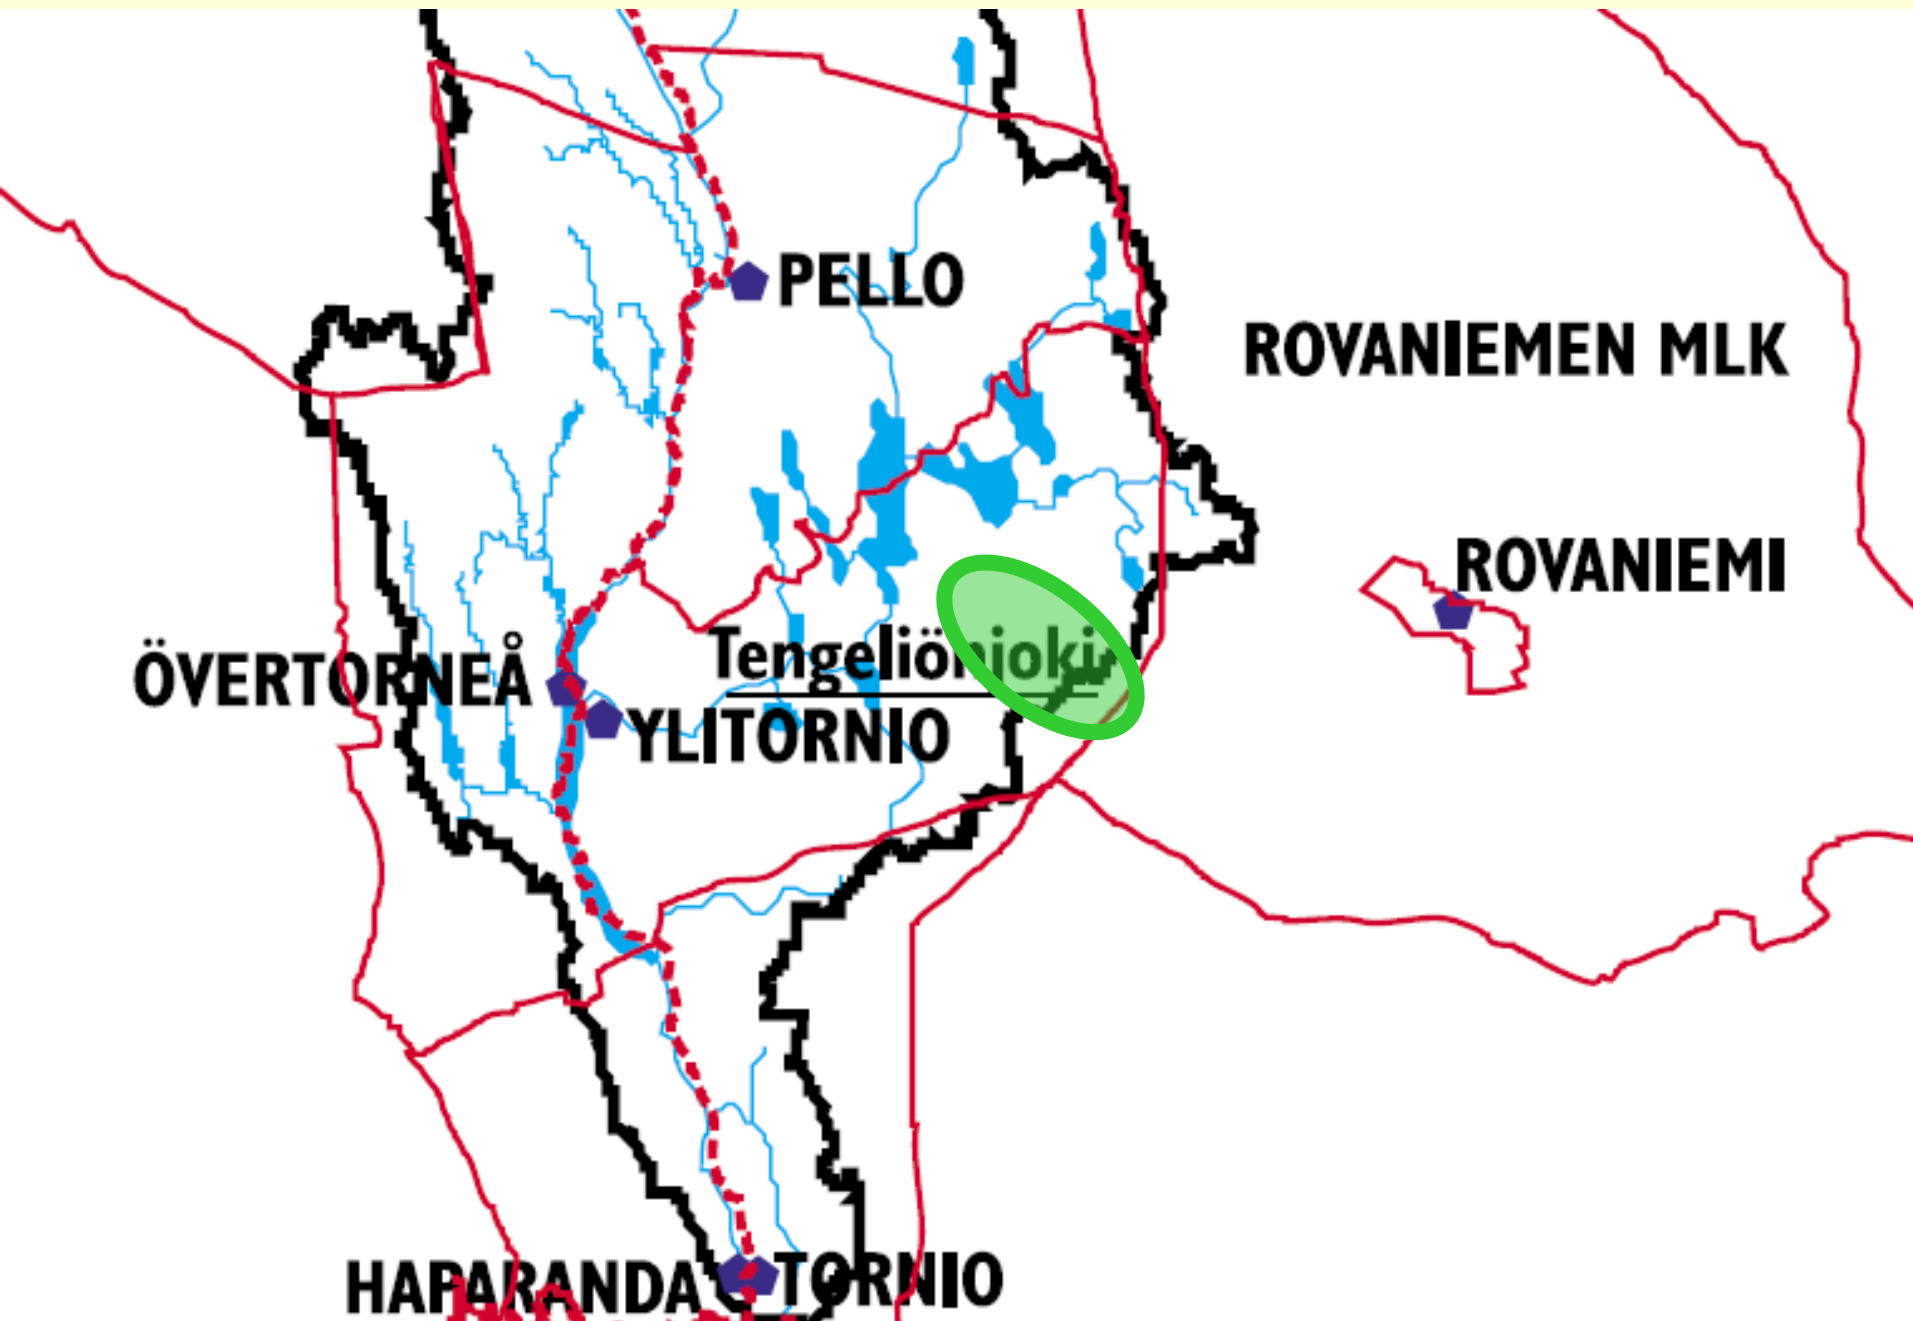 PELLO
ROVANIEMEN MLK
ROVANIEMI
ÖVERTORNEÅ
Tengeliönjoki
YLITORNIO
HAPARANDA
TORNIO